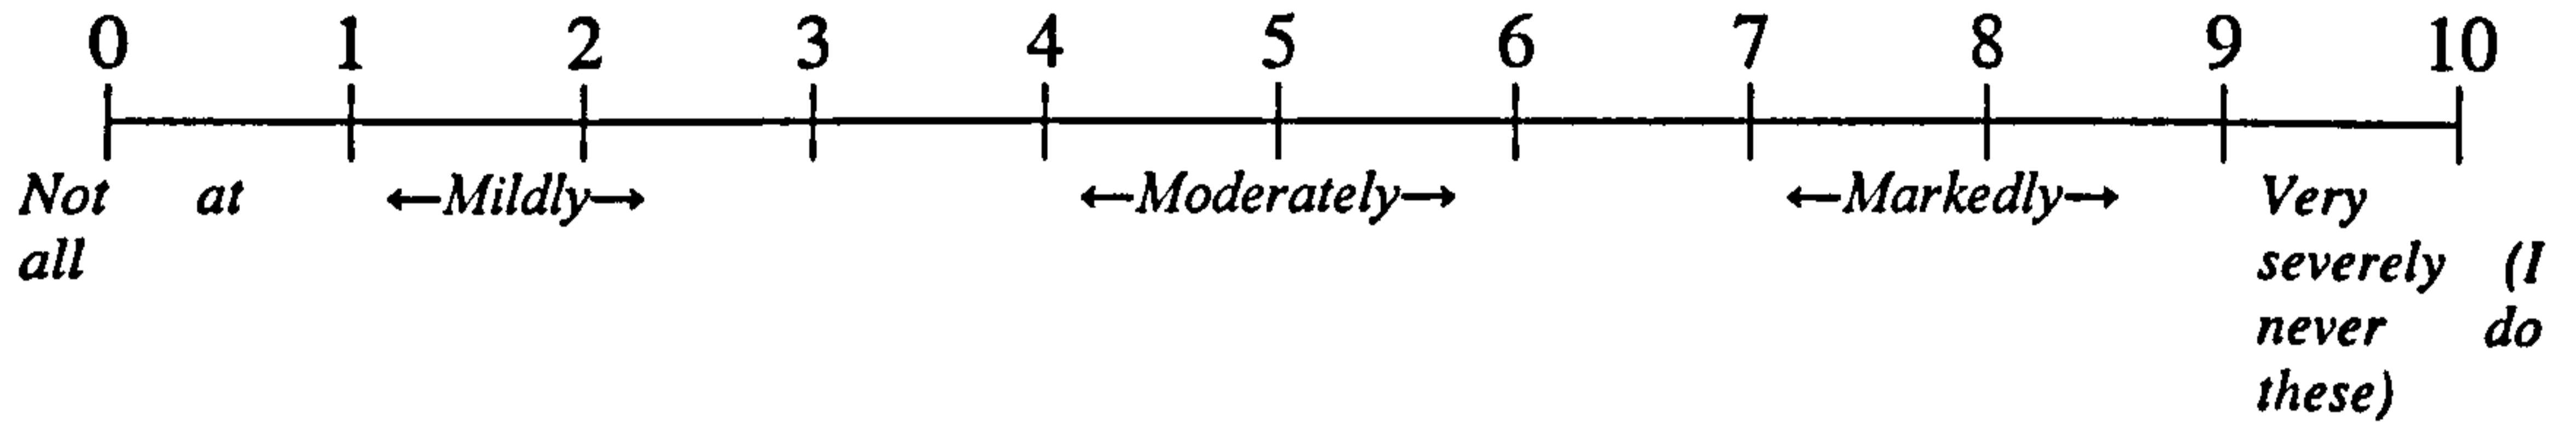 0 1 2 3 4 5 6 7 8 9 10
Not at ←Mildly→ ←Moderately→ ←Markedly→ Very
all severely (I
never do
these)